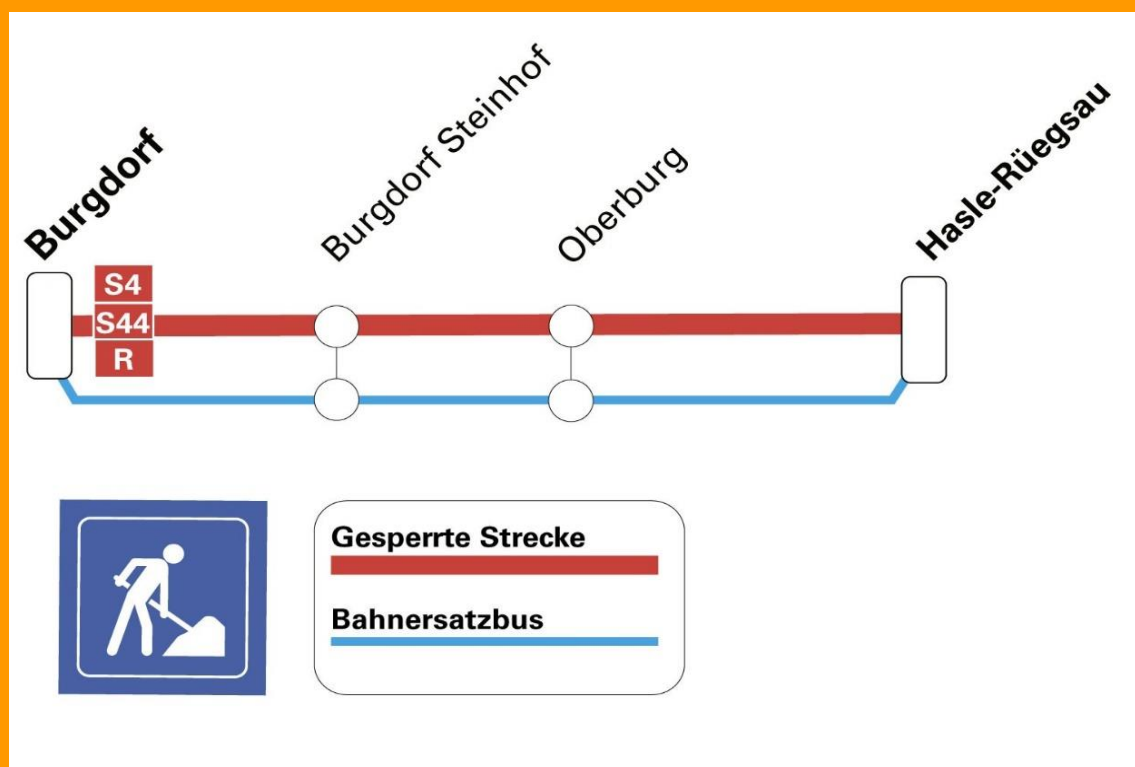 Burgdorf
Burgdorf Steinhof
Oberburg
Hasle-Rüegsau
S4
S44
R
Gesperrte Strecke
Bahnersatzbus